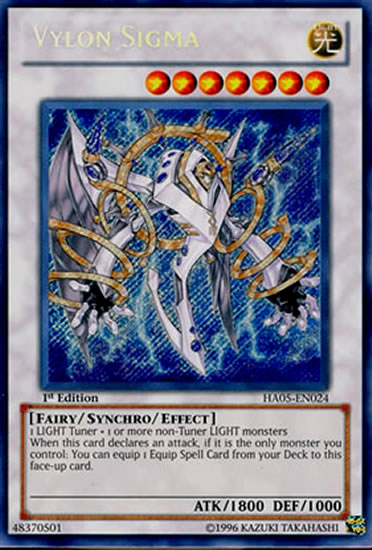 Vylon Sigma
LIGHT
光
1st Edition
HA05-EN024
[Fairy/Synchro/Effect]
1 LIGHT Tuner + 1 or more non-Tuner LIGHT monsters
When this card declares an attack, if it is the only monster you
control: You can equip 1 Equip Spell Card from your Deck to this
face-up card.
ATK/1800 DEF/1000
48370501
©1996 KAZUKI TAKAHASHI